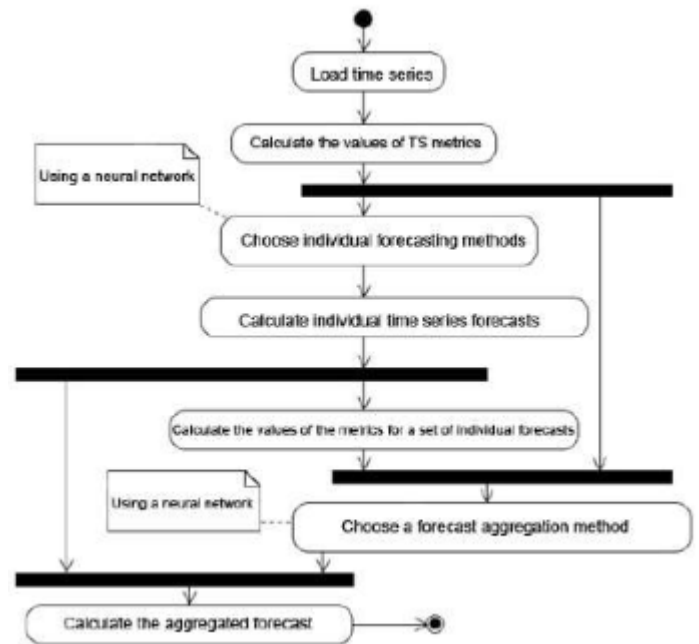 Load time series
Calculate the values of TS metrics
Using a neural network
Choose individual forecasting methods
Calculate individual time series forecasts
Calculate the values of the metrics for a set of individual forecasts
Using a neural network
Choose a forecast aggregation method
Calculate the aggregated forecast